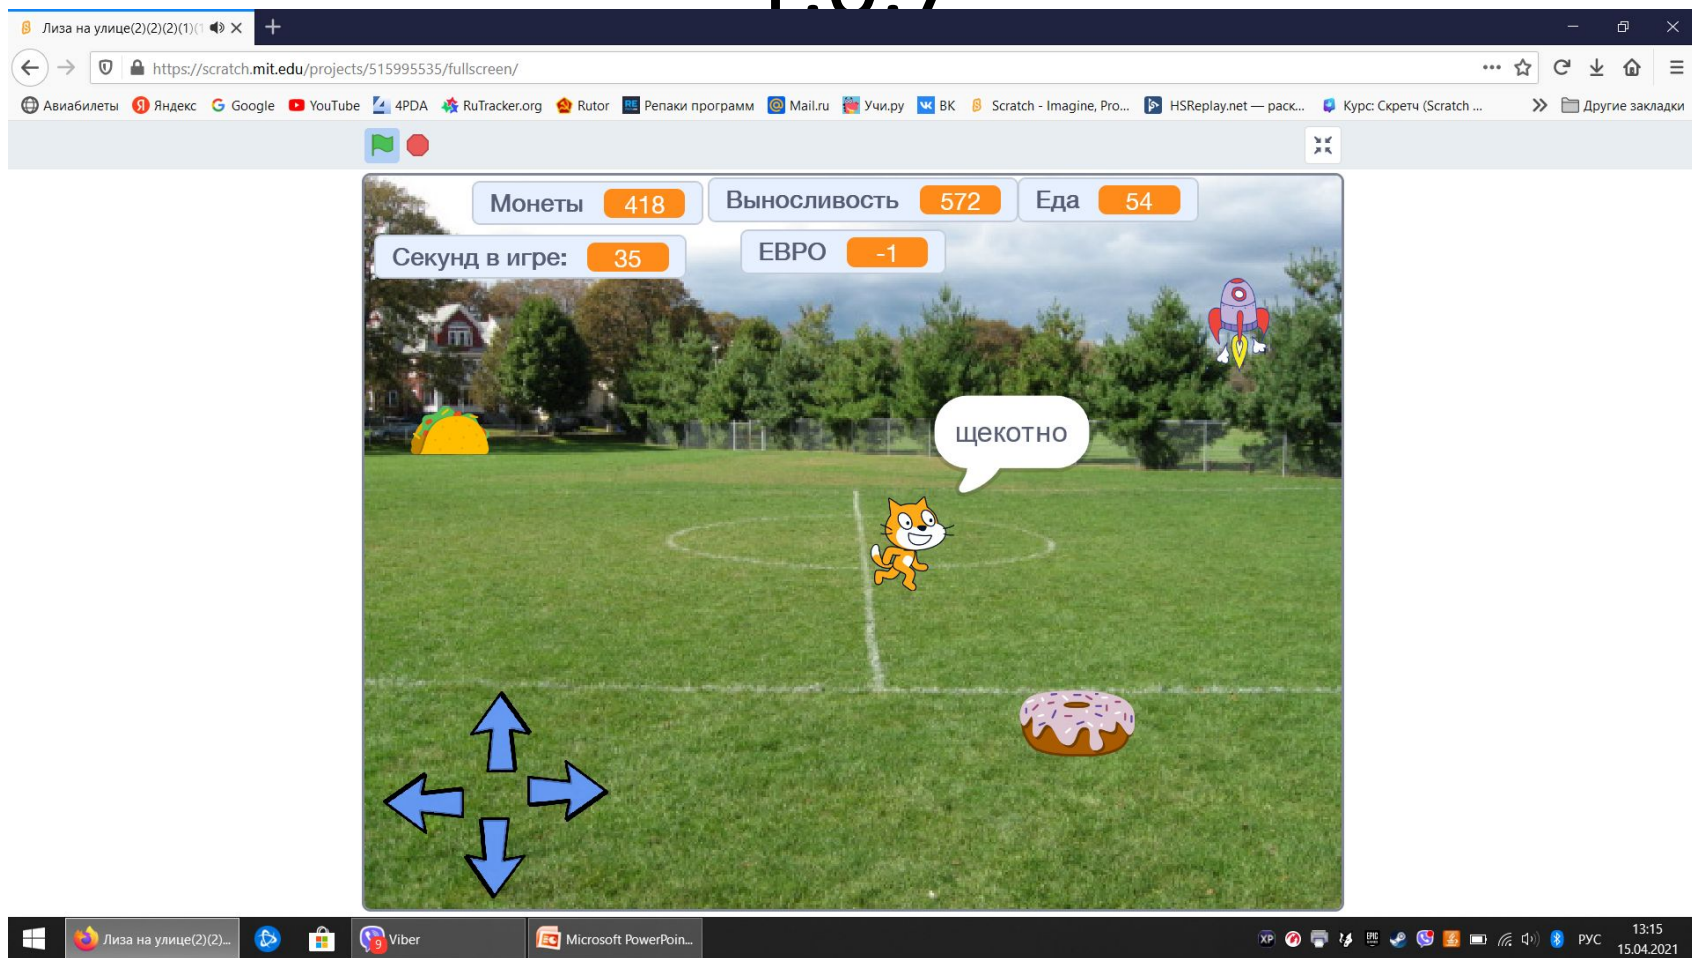 Лиза на улице(2)(2)(2)(1)(1
https://scratch.mit.edu/projects/515995535/fullscreen/
Авиабилеты Яндекс Google YouTube 4PDA RuTracker.org Rutor Репаки программ Mail.ru Учи.ру ВК Scratch - Imagine, Pro... HSReplay.net — раск... Курс: Скретч (Scratch ... Другие закладки
Монеты 418 Выносливость 572 Еда 54
Секунд в игре: 35 ЕВРО -1
щекотно
Лиза на улице(2)(2)... Viber Microsoft PowerPoin... РУС 13:15
9
15.04.2021